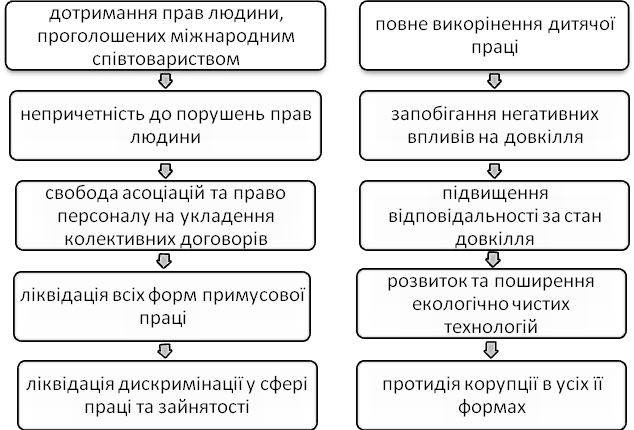 дотримання прав людини,
проголошених міжнародним
співтовариством
непричетність до порушень прав
людини
свобода асоціацій та право
персоналу на укладення
колективних договорів
ліквідація всіх форм примусової
праці
ліквідація дискримінації у сфері
праці та зайнятості
повне викорінення дитячої
праці
запобігання негативних
впливів на довкілля
підвищення
відповідальності за стан
довкілля
розвиток та поширення
екологічно чистих
технологій
протидія корупції в усіх її
формах